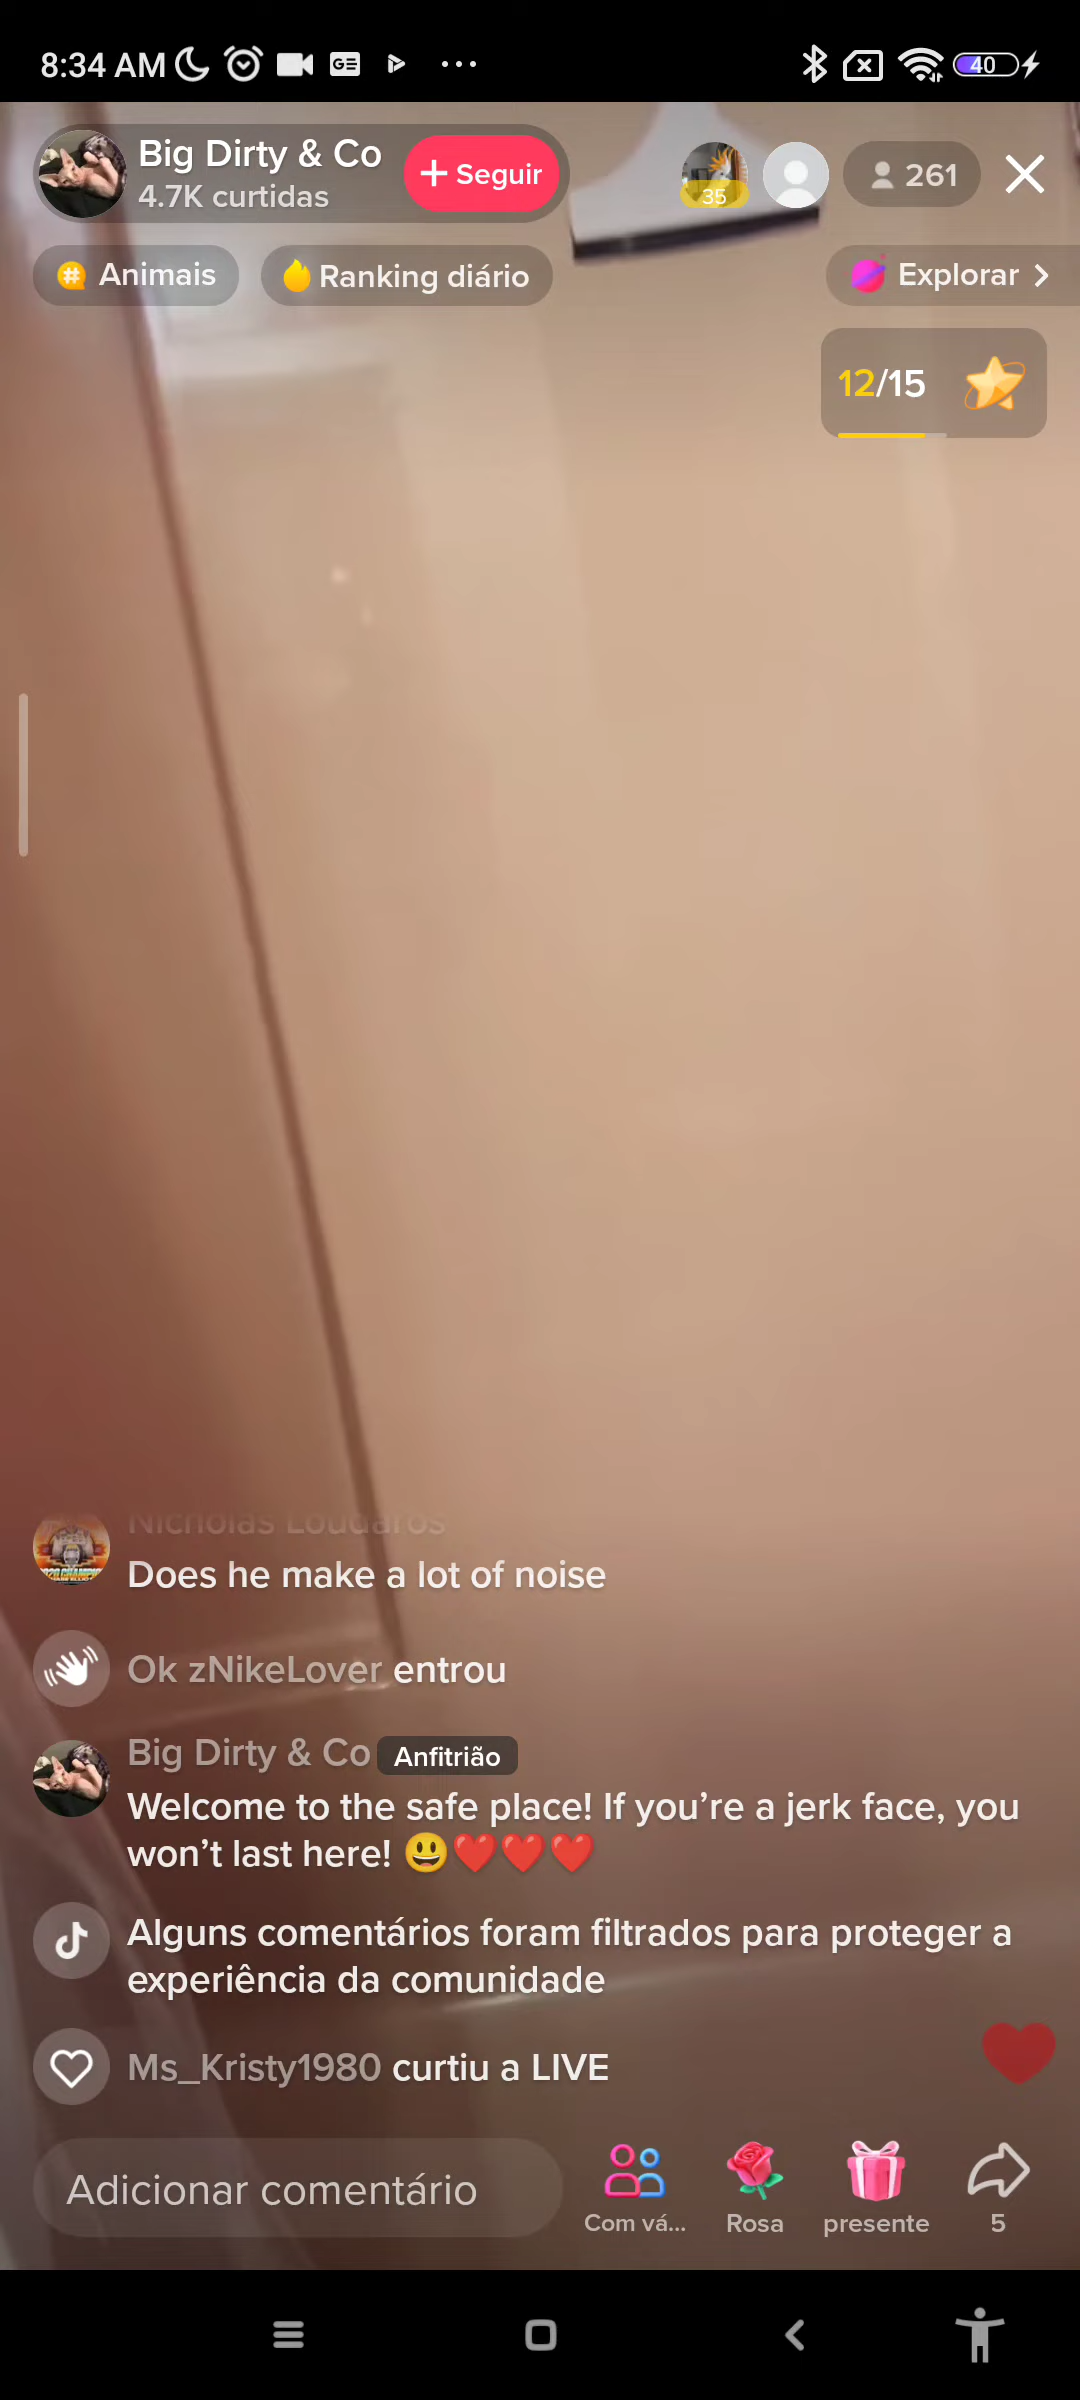 8:34 AM
GE
40
Big Dirty & Co
4.7K curtidas
+ Seguir
35
261
Animais
Ranking diário
Explorar
12/15
Nicholas Loudaros
Does he make a lot of noise
Ok zNikeLover entrou
Big Dirty & Co Anfitrião
Welcome to the safe place! If you’re a jerk face, you
won’t last here! 😃❤️❤️❤️
Alguns comentários foram filtrados para proteger a
experiência da comunidade
Ms_Kristy1980 curtiu a LIVE
Adicionar comentário
Com vá...
Rosa
presente
5